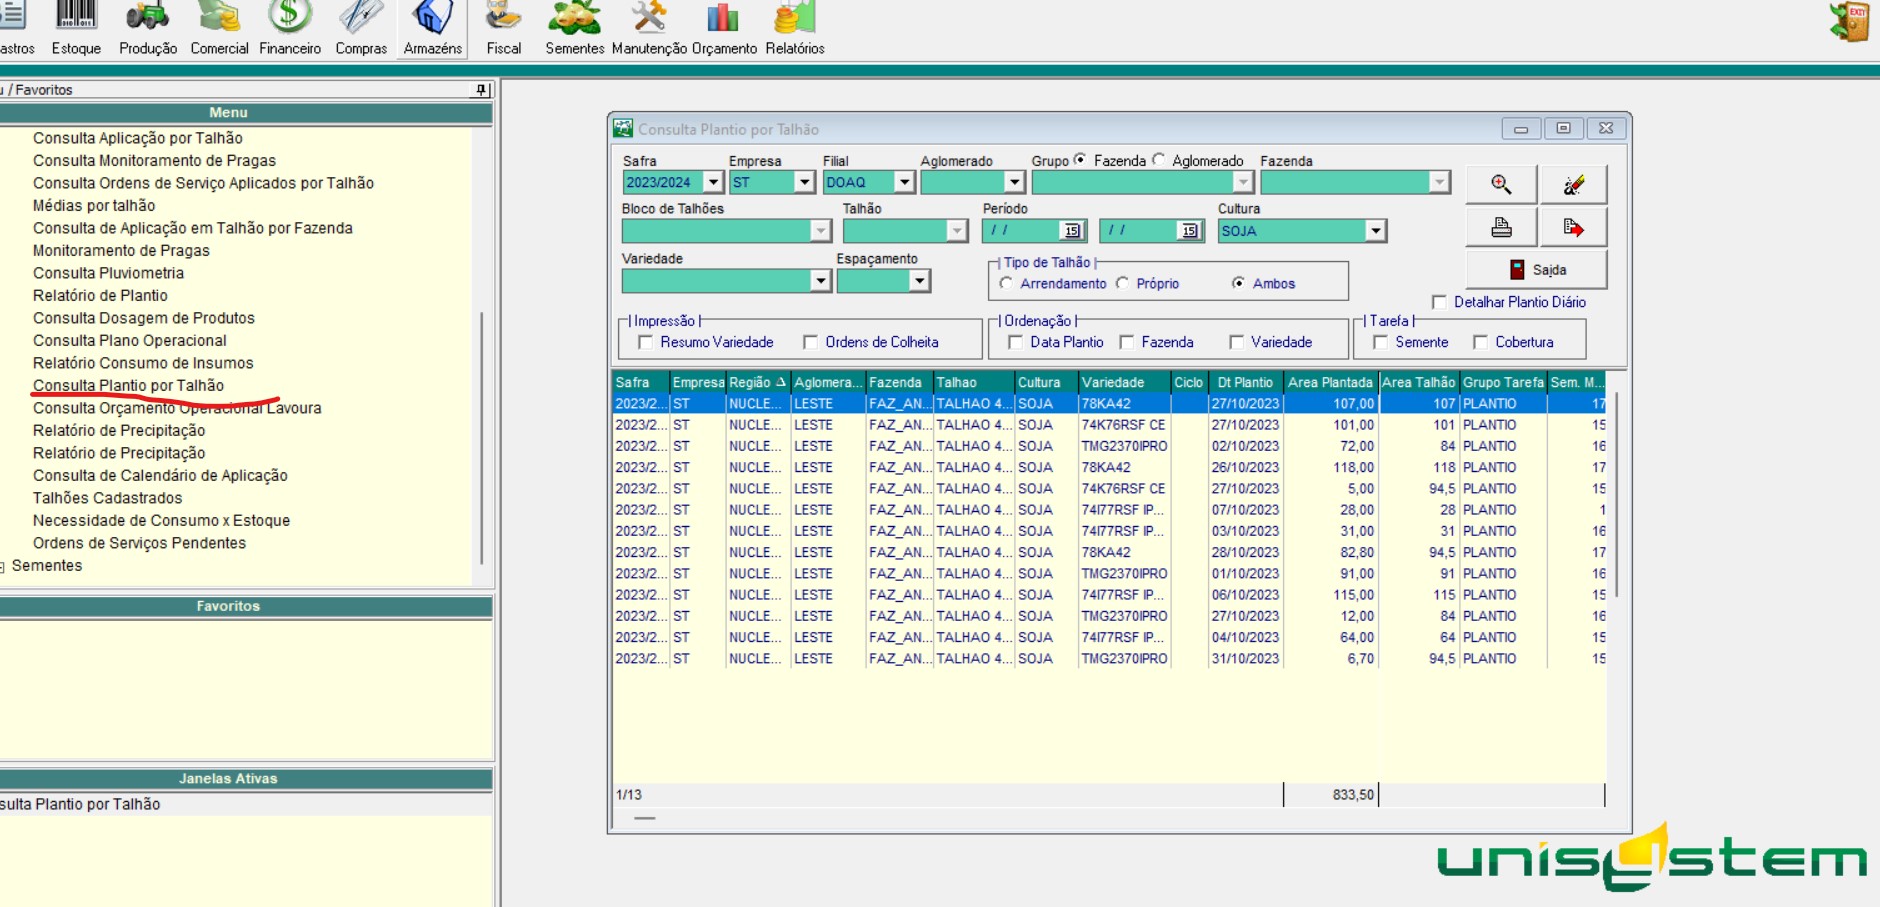 astros Estoque Produção Comercial Financeiro Compras Armazéns Fiscal Sementes Manutenção Orçamento Relatórios EXIT
/ Favoritos
Menu
Consulta Aplicação por Talhão
Consulta Monitoramento de Pragas
Consulta Ordens de Serviço Aplicados por Talhão
Médias por talhão
Consulta de Aplicação em Talhão por Fazenda
Monitoramento de Pragas
Consulta Pluviometria
Relatório de Plantio
Consulta Dosagem de Produtos
Consulta Plano Operacional
Relatório Consumo de Insumos
Consulta Plantio por Talhão
Consulta Orçamento Operacional Lavoura
Relatório de Precipitação
Relatório de Precipitação
Consulta de Calendário de Aplicação
Talhões Cadastrados
Necessidade de Consumo x Estoque
Ordens de Serviços Pendentes
Sementes
Favoritos
Janelas Ativas
sulta Plantio por Talhão
Consulta Plantio por Talhão
Safra Empresa Filial Aglomerado Grupo Fazenda Aglomerado Fazenda
2023/2024 ST DOAQ
Bloco de Talhões Talhão Período Cultura
/ / 15 / / 15 SOJA
Variedade Espaçamento Tipo de Talhão
Arrendamento Próprio Ambos
Saída
Detalhar Plantio Diário
Impressão Ordenação Tarefa
Resumo Variedade Ordens de Colheita Data Plantio Fazenda Variedade Semente Cobertura
Safra Empresa Região Aglomera... Fazenda Talhao Cultura Variedade Ciclo Dt Plantio Area Plantada Area Talhão Grupo Tarefa Sem. M...
2023/2... ST NUCLE... LESTE FAZ_AN... TALHAO 4... SOJA 78KA42 27/10/2023 107,00 107 PLANTIO 17
2023/2... ST NUCLE... LESTE FAZ_AN... TALHAO 4... SOJA 74K76RSF CE 27/10/2023 101,00 101 PLANTIO 15
2023/2... ST NUCLE... LESTE FAZ_AN... TALHAO 4... SOJA TMG2370IPRO 02/10/2023 72,00 84 PLANTIO 16
2023/2... ST NUCLE... LESTE FAZ_AN... TALHAO 4... SOJA 78KA42 26/10/2023 118,00 118 PLANTIO 17
2023/2... ST NUCLE... LESTE FAZ_AN... TALHAO 4... SOJA 74K76RSF CE 27/10/2023 5,00 94,5 PLANTIO 15
2023/2... ST NUCLE... LESTE FAZ_AN... TALHAO 4... SOJA 74I77RSF IP... 07/10/2023 28,00 28 PLANTIO 1
2023/2... ST NUCLE... LESTE FAZ_AN... TALHAO 4... SOJA 74I77RSF IP... 03/10/2023 31,00 31 PLANTIO 16
2023/2... ST NUCLE... LESTE FAZ_AN... TALHAO 4... SOJA 78KA42 28/10/2023 82,80 94,5 PLANTIO 17
2023/2... ST NUCLE... LESTE FAZ_AN... TALHAO 4... SOJA TMG2370IPRO 01/10/2023 91,00 91 PLANTIO 16
2023/2... ST NUCLE... LESTE FAZ_AN... TALHAO 4... SOJA 74I77RSF IP... 06/10/2023 115,00 115 PLANTIO 15
2023/2... ST NUCLE... LESTE FAZ_AN... TALHAO 4... SOJA TMG2370IPRO 27/10/2023 12,00 84 PLANTIO 16
2023/2... ST NUCLE... LESTE FAZ_AN... TALHAO 4... SOJA 74I77RSF IP... 04/10/2023 64,00 64 PLANTIO 15
2023/2... ST NUCLE... LESTE FAZ_AN... TALHAO 4... SOJA TMG2370IPRO 31/10/2023 6,70 94,5 PLANTIO 15
1/13 833,50
unisystem